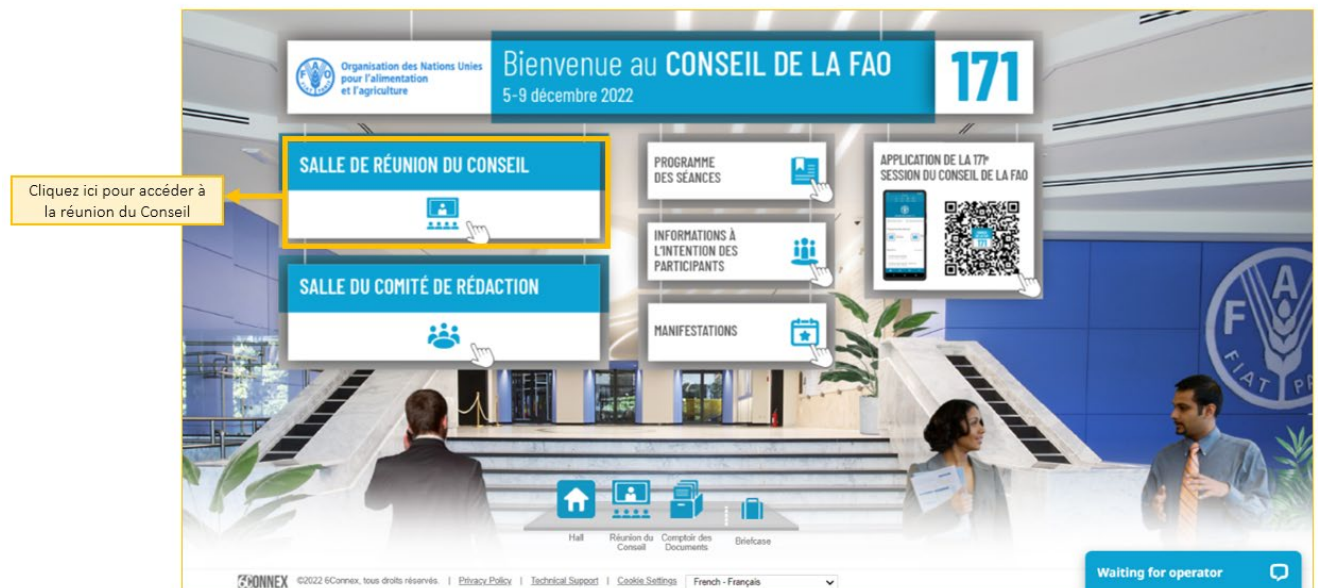 Organisation des Nations Unies
pour l'alimentation
et l'agriculture
Bienvenue au CONSEIL DE LA FAO
5-9 décembre 2022
171
SALLE DE RÉUNION DU CONSEIL
Cliquez ici pour accéder à
la réunion du Conseil
SALLE DU COMITÉ DE RÉDACTION
PROGRAMME
DES SÉANCES
INFORMATIONS À
L'INTENTION DES
PARTICIPANTS
MANIFESTATIONS
APPLICATION DE LA 171e
SESSION DU CONSEIL DE LA FAO
171
F A
FIAT P
Hall
Réunion du
Conseil
Comptoir des
Documents
Briefcase
6CONNEX ©2022 6Connex, tous droits réservés. | Privacy Policy | Technical Support | Cookie Settings French - Français
Waiting for operator